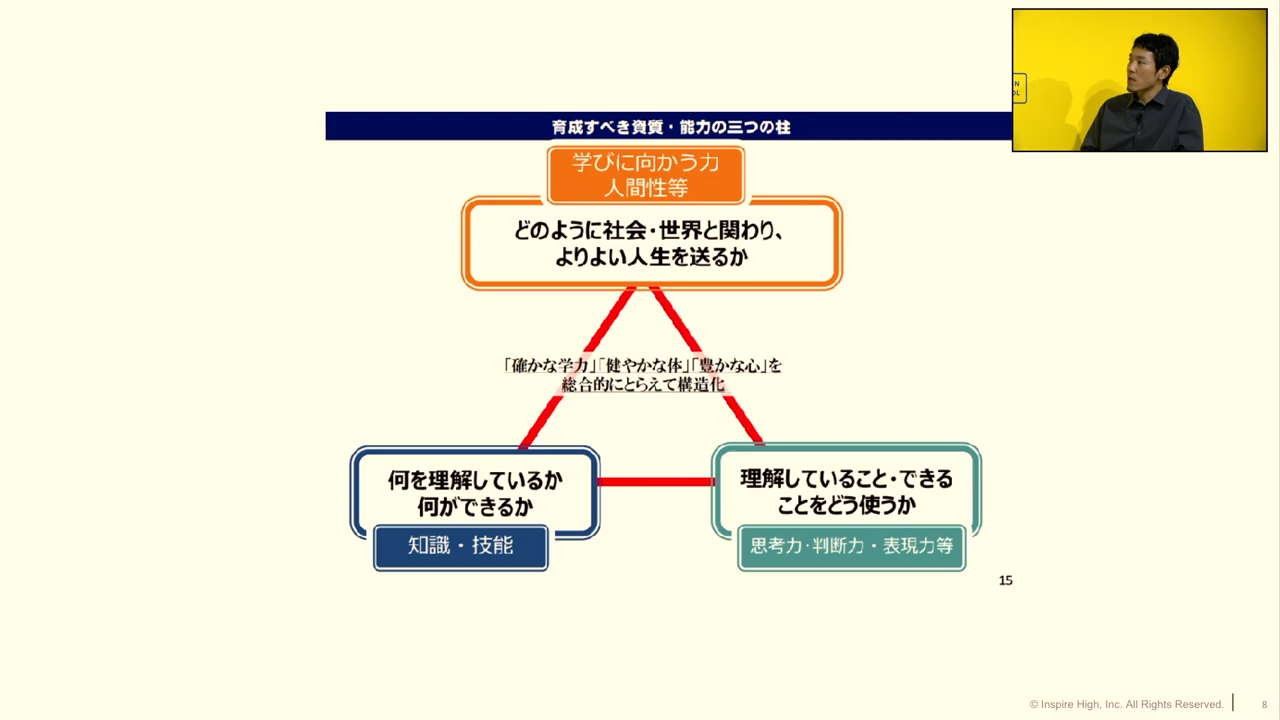 育成すべき資質・能力の三つの柱
学びに向かう力
人間性等
どのように社会・世界と関わり、
よりよい人生を送るか
「確かな学力」「健やかな体」「豊かな心」を
総合的にとらえて構造化
何を理解しているか
何ができるか
知識・技能
理解していること・できる
ことをどう使うか
思考力・判断力・表現力等
15
© Inspire High, Inc. All Rights Reserved.
8